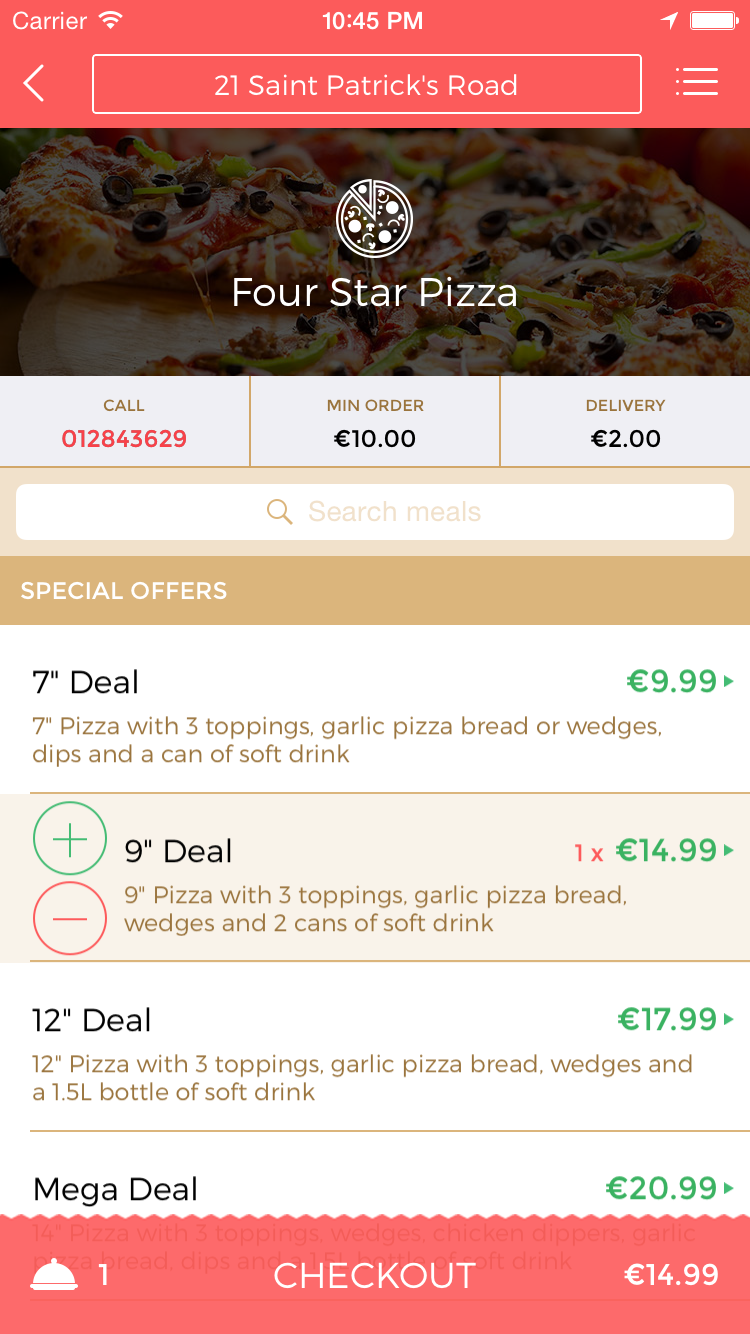 Carrier 10:45 PM
21 Saint Patrick's Road
Four Star Pizza
CALL MIN ORDER DELIVERY
012843629 €10.00 €2.00
Search meals
SPECIAL OFFERS
7" Deal €9.99
7" Pizza with 3 toppings, garlic pizza bread or wedges,
dips and a can of soft drink
9" Deal 1 x €14.99
9" Pizza with 3 toppings, garlic pizza bread,
wedges and 2 cans of soft drink
12" Deal €17.99
12" Pizza with 3 toppings, garlic pizza bread, wedges and
a 1.5L bottle of soft drink
Mega Deal €20.99
14" Pizza with 3 toppings, wedges, chicken dippers, garlic
pizza bread, dips and a 1.5L bottle of soft drink
1 CHECKOUT €14.99